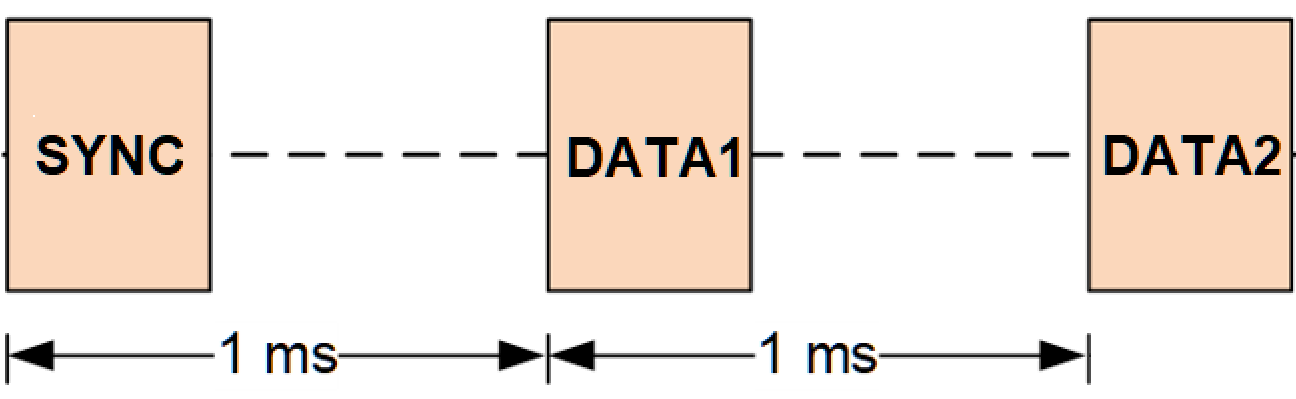 SYNC
DATA1
DATA2
1 ms
1 ms